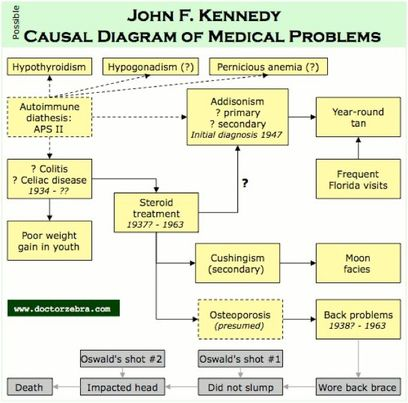 Possible
John F. Kennedy
Causal Diagram of Medical Problems
Hypothyroidism
Hypogonadism (?)
Pernicious anemia (?)
Autoimmune
diathesis:
APS II
Addisonism
? primary
? secondary
Initial diagnosis 1947
Year-round
tan
? Colitis
? Celiac disease
1934 - ??
?
Frequent
Florida visits
Steroid
treatment
1937? - 1963
Poor weight
gain in youth
Cushingism
(secondary)
Moon
facies
www.doctorzebra.com
Osteoporosis
(presumed)
Back problems
1938? - 1963
Oswald's shot #2
Oswald's shot #1
Death
Impacted head
Did not slump
Wore back brace